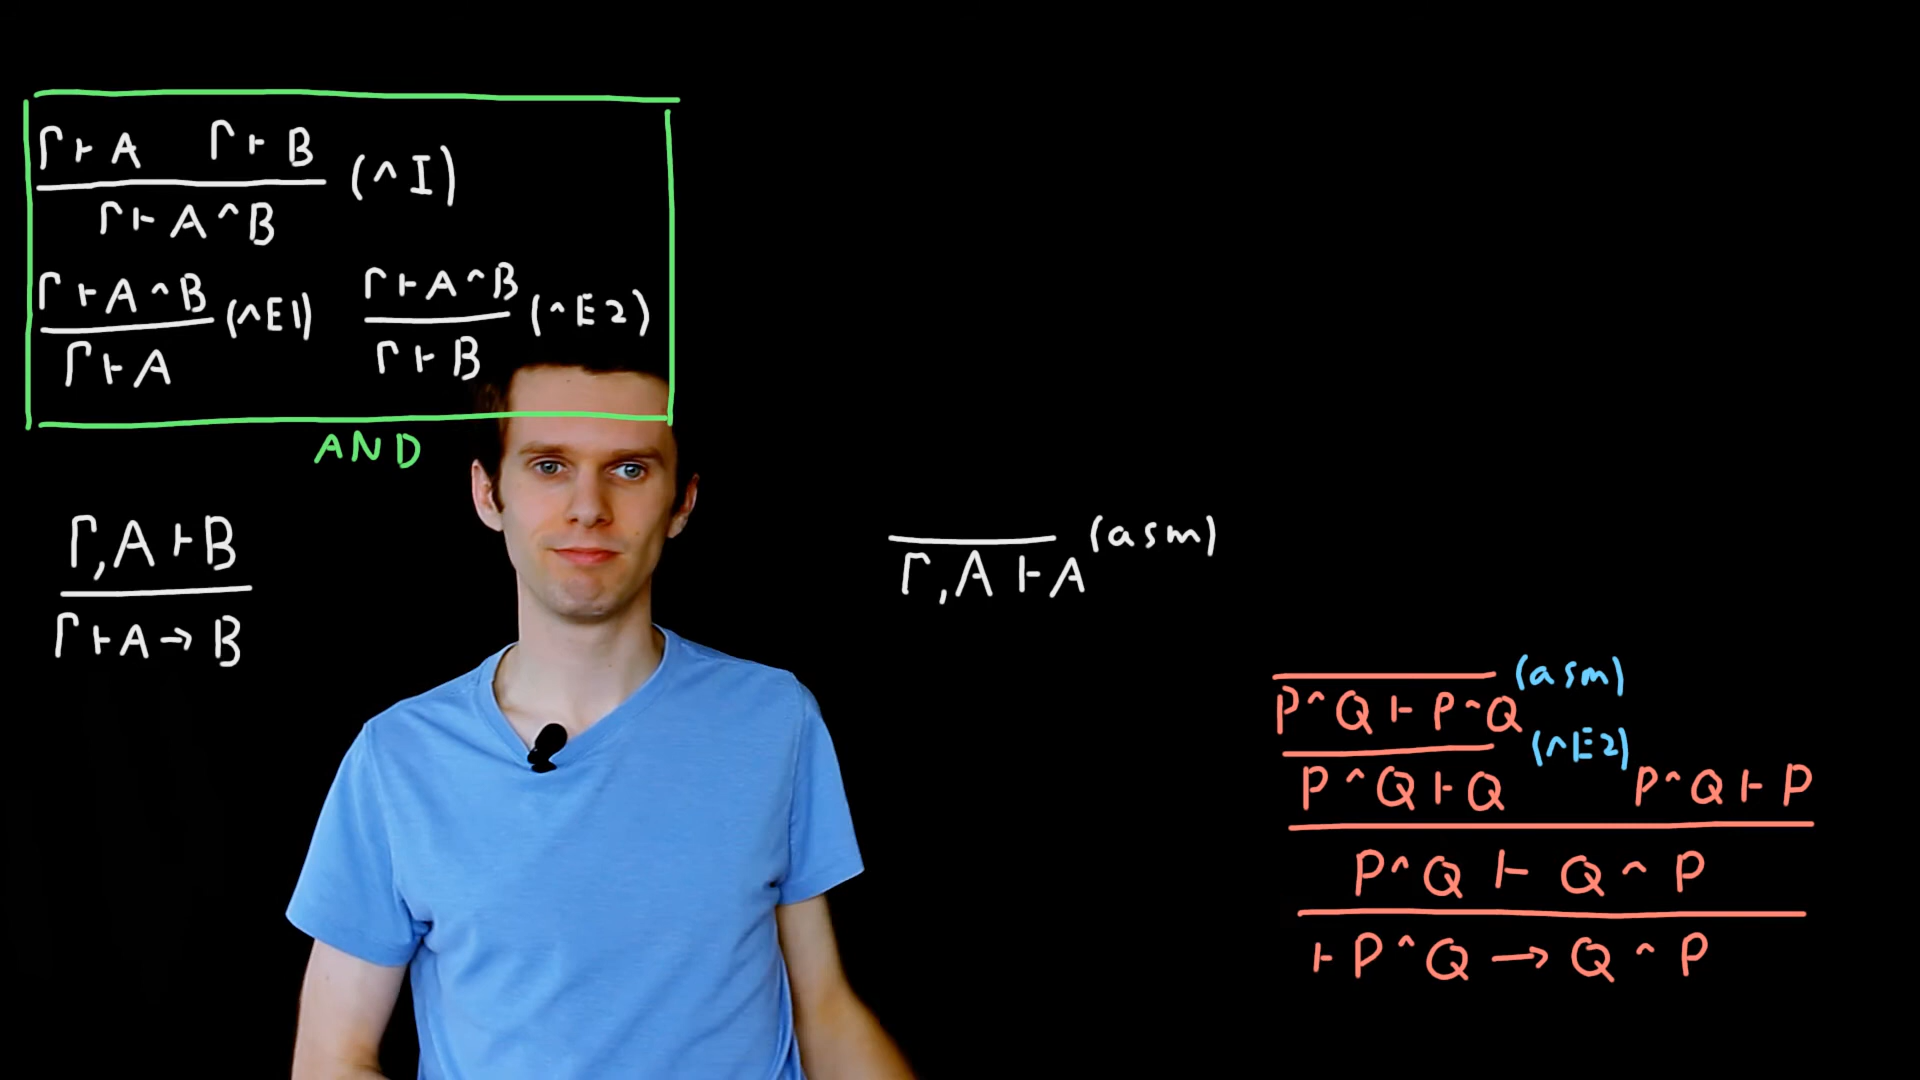 Γ ⊢ A Γ ⊢ B (∧I)
Γ ⊢ A ∧ B
Γ ⊢ A ∧ B (∧E1) Γ ⊢ A ∧ B (∧E2)
Γ ⊢ A Γ ⊢ B
AND
Γ, A ⊢ B
Γ ⊢ A → B
(asm)
Γ, A ⊢ A
(asm)
P ∧ Q ⊢ P ∧ Q
(∧E2)
P ∧ Q ⊢ Q P ∧ Q ⊢ P
P ∧ Q ⊢ Q ∧ P
⊢ P ∧ Q → Q ∧ P